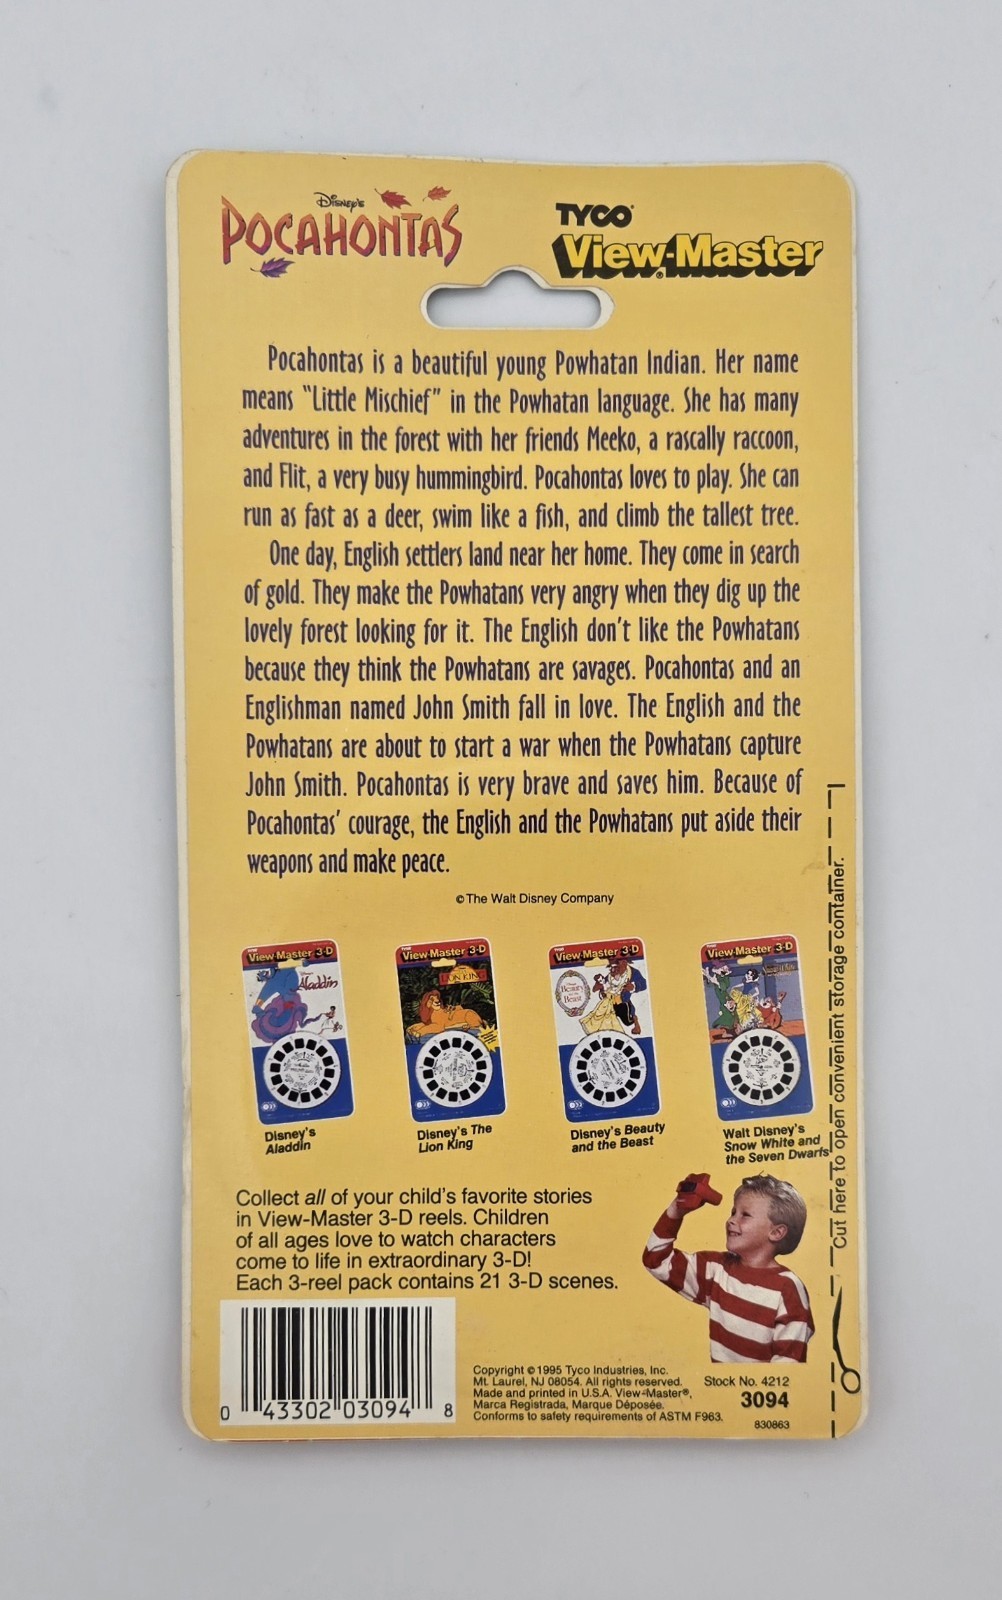 Disney's
POCAHONTAS
TYCO®
View-Master®
Pocahontas is a beautiful young Powhatan Indian. Her name
means "Little Mischief" in the Powhatan language. She has many
adventures in the forest with her friends Meeko, a rascally raccoon,
and Flit, a very busy hummingbird. Pocahontas loves to play. She can
run as fast as a deer, swim like a fish, and climb the tallest tree.
One day, English settlers land near her home. They come in search
of gold. They make the Powhatans very angry when they dig up the
lovely forest looking for it. The English don't like the Powhatans
because they think the Powhatans are savages. Pocahontas and an
Englishman named John Smith fall in love. The English and the
Powhatans are about to start a war when the Powhatans capture
John Smith. Pocahontas is very brave and saves him. Because of
Pocahontas' courage, the English and the Powhatans put aside their
weapons and make peace.
© The Walt Disney Company
View-Master 3-D
Aladdin
View-Master 3-D
LION KING
View-Master 3-D
Beauty
and the
Beast
View-Master 3-D
Snow White
Disney's
Aladdin
Disney's The
Lion King
Disney's Beauty
and the Beast
Walt Disney's
Snow White and
the Seven Dwarfs
Collect all of your child's favorite stories
in View-Master 3-D reels. Children
of all ages love to watch characters
come to life in extraordinary 3-D!
Each 3-reel pack contains 21 3-D scenes.
Cut here to open convenient storage container.
0 43302 03094 8
Copyright © 1995 Tyco Industries, Inc.
Mt. Laurel, NJ 08054. All rights reserved.
Made and printed in U.S.A. View-Master®,
Marca Registrada, Marque Déposée.
Conforms to safety requirements of ASTM F963.
Stock No. 4212
3094
830863